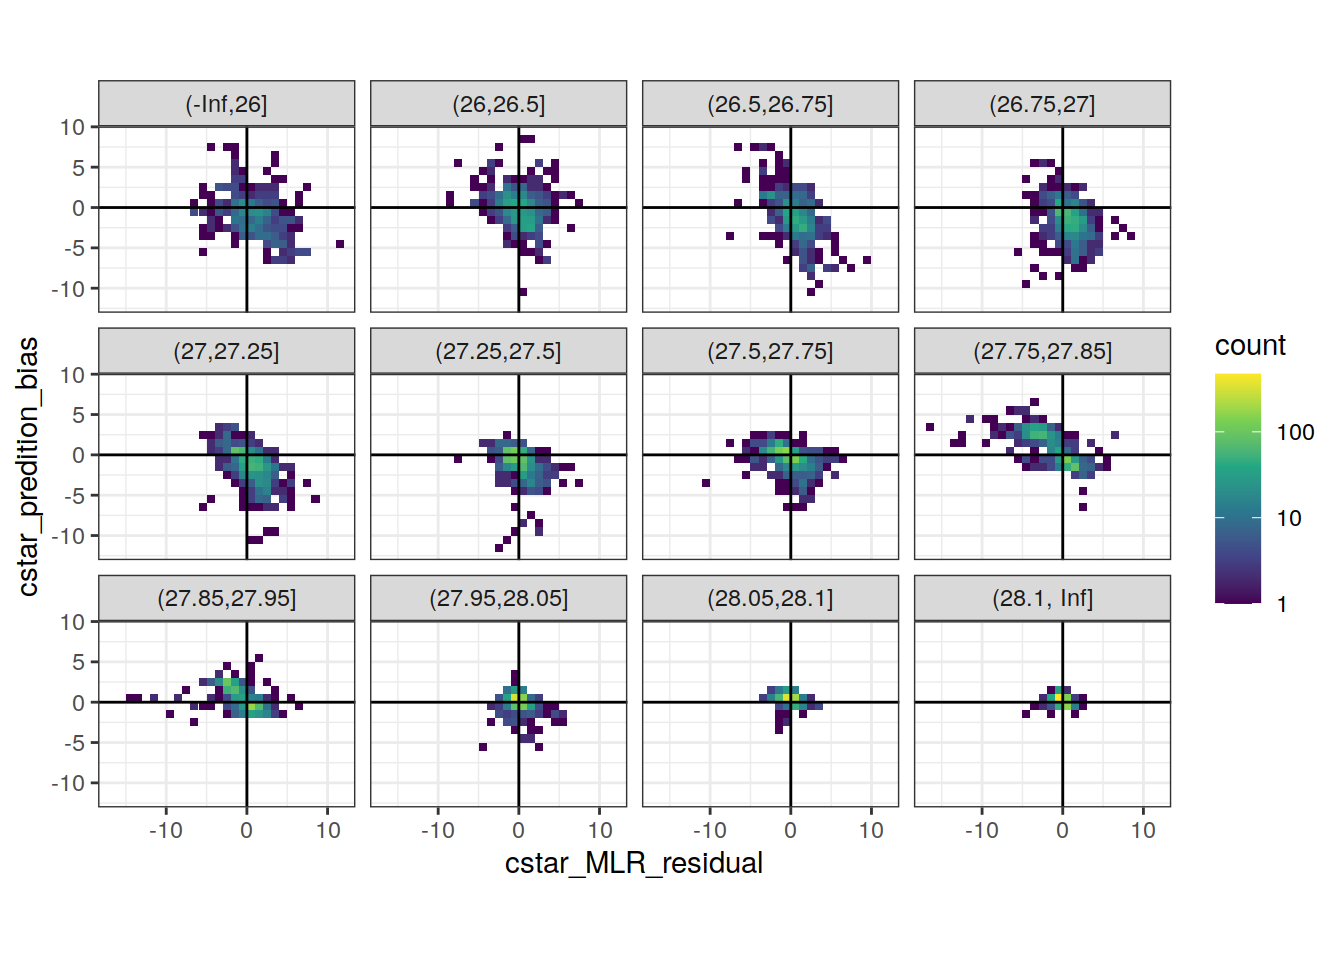 (-Inf,26] (26,26.5] (26.5,26.75] (26.75,27]
10
5
0
-5
-10
(27,27.25] (27.25,27.5] (27.5,27.75] (27.75,27.85]
10
5
0
-5
-10
(27.85,27.95] (27.95,28.05] (28.05,28.1] (28.1, Inf]
10
5
0
-5
-10
-10 0 10 -10 0 10 -10 0 10 -10 0 10
cstar_MLR_residual
cstar_predition_bias
count
100
10
1